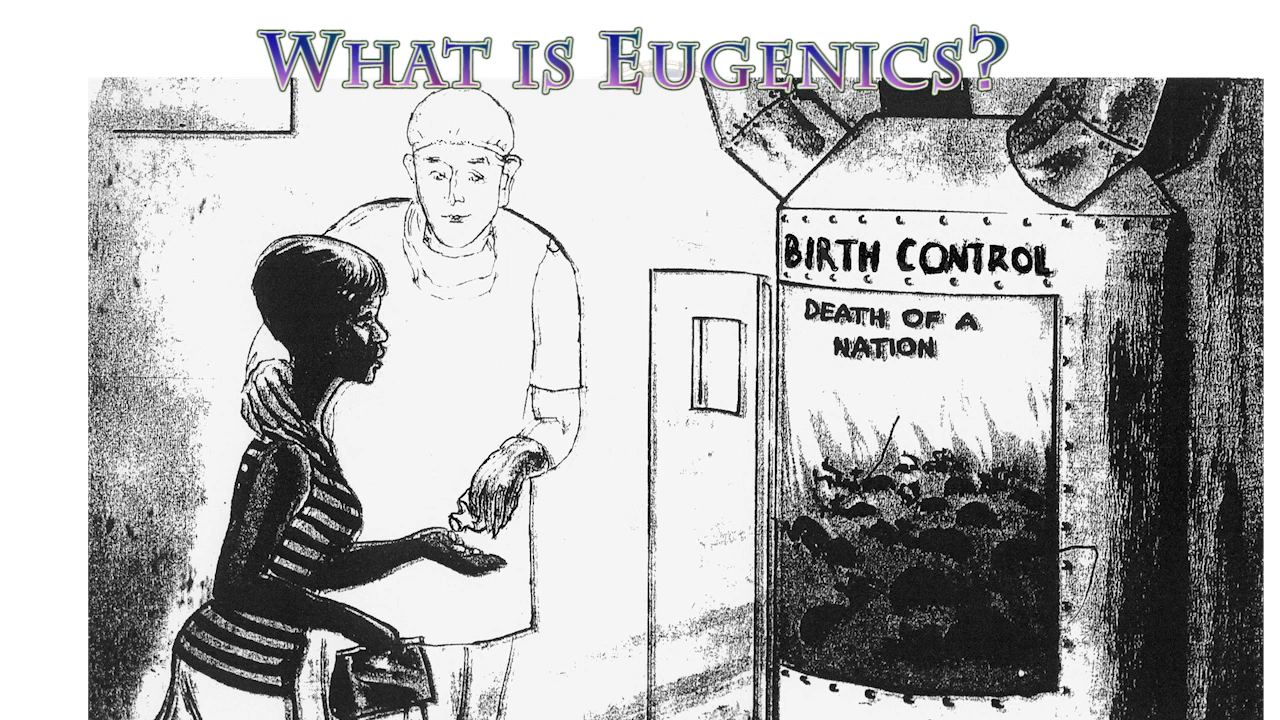 WHAT IS EUGENICS?
BIRTH CONTROL
DEATH OF A
NATION